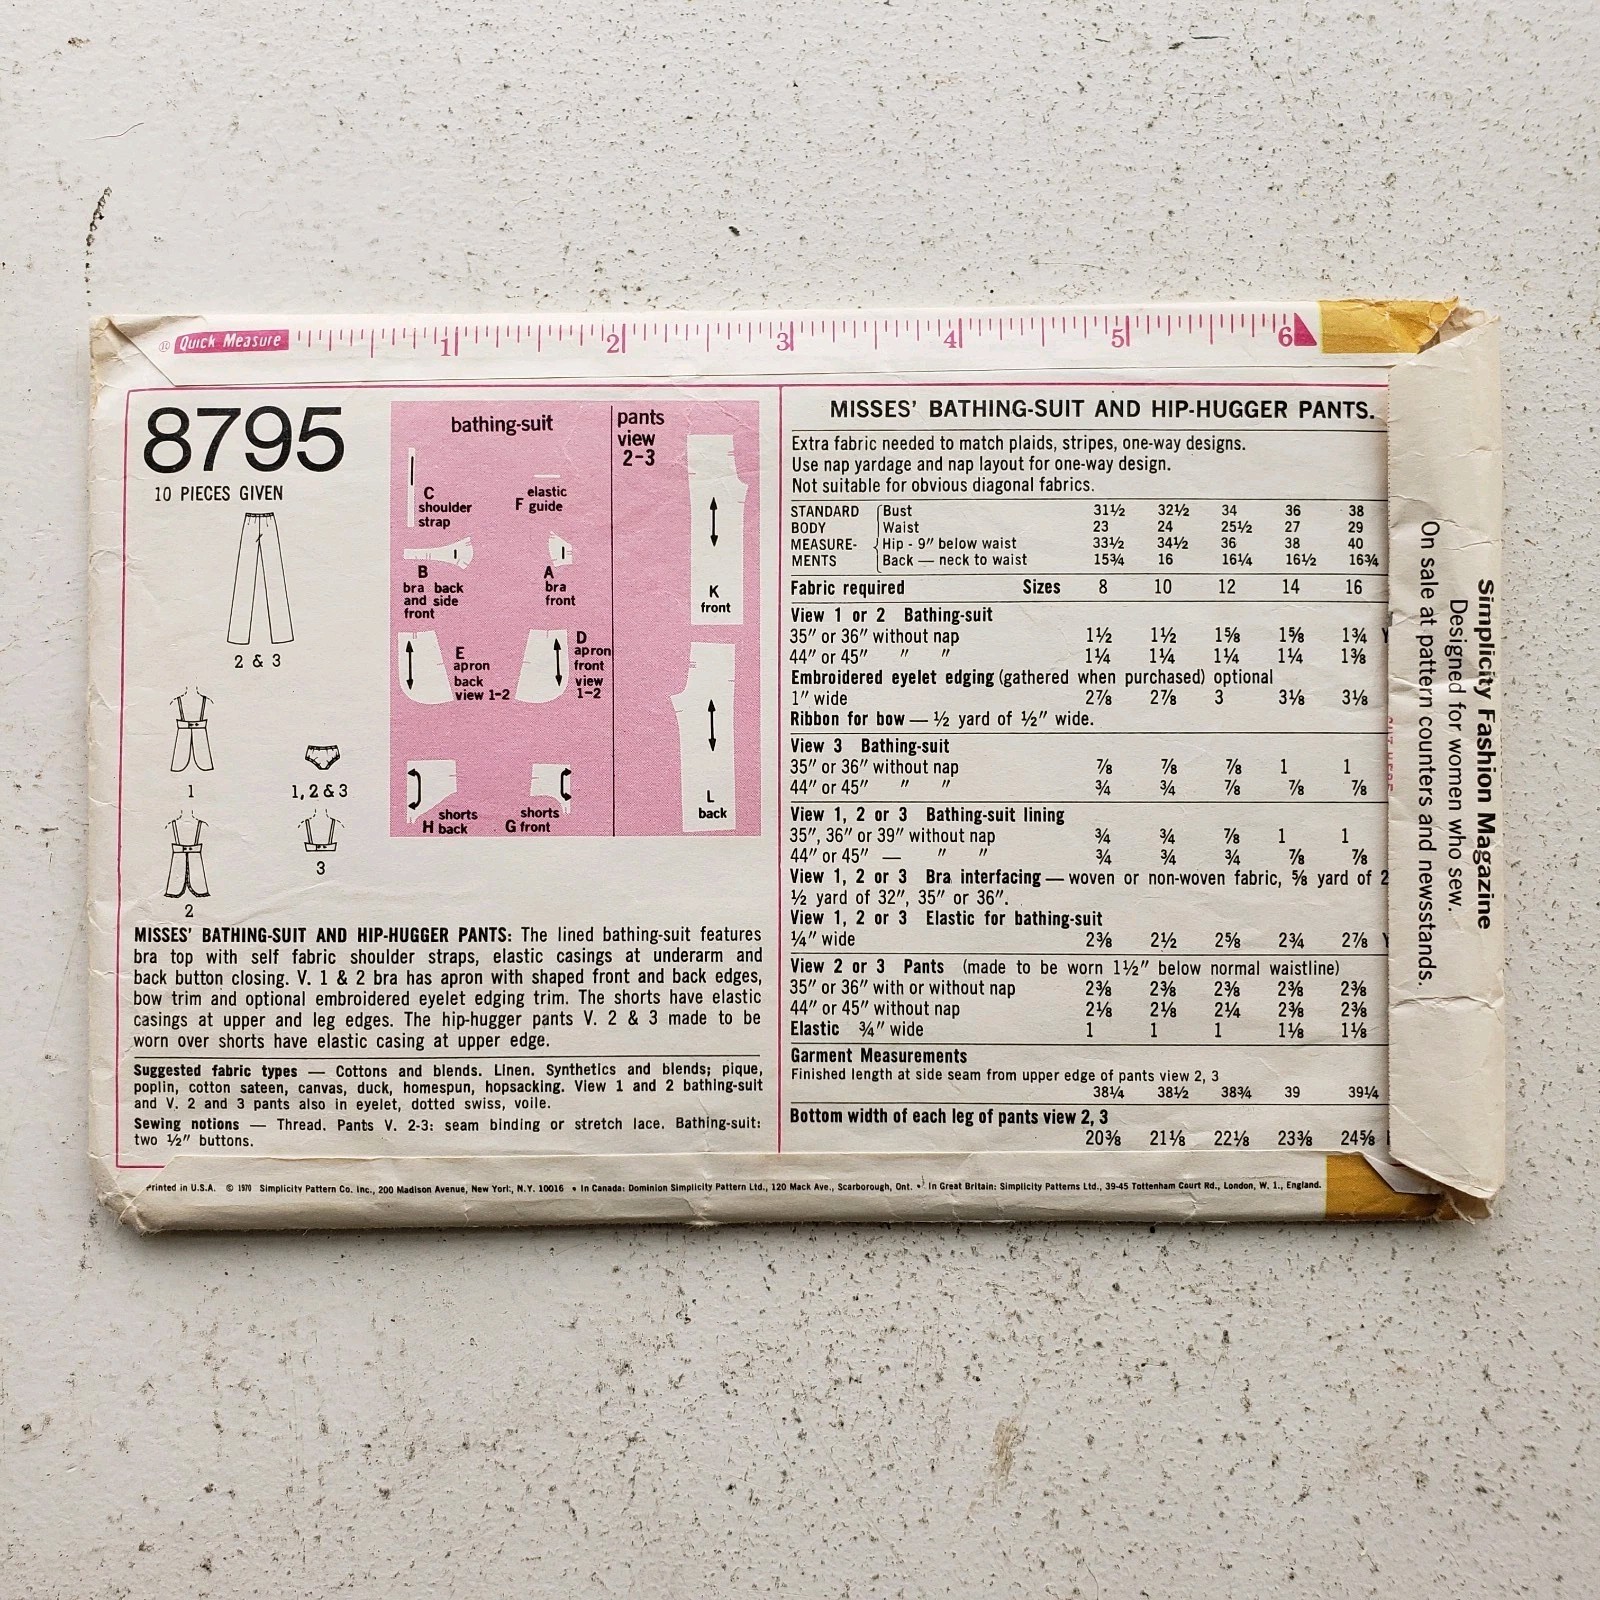 ® Quick Measure 1 2 3 4 5 6
8795
10 PIECES GIVEN
2 & 3
1
1, 2 & 3
2
3
bathing-suit
C
shoulder
strap
elastic
F guide
B
bra back
and side
front
A
bra
front
E
apron
back
view 1-2
D
apron
front
view
1-2
shorts
H back
shorts
G front
pants
view
2-3
K
front
L
back
MISSES' BATHING-SUIT AND HIP-HUGGER PANTS: The lined bathing-suit features
bra top with self fabric shoulder straps, elastic casings at underarm and
back button closing. V. 1 & 2 bra has apron with shaped front and back edges,
bow trim and optional embroidered eyelet edging trim. The shorts have elastic
casings at upper and leg edges. The hip-hugger pants V. 2 & 3 made to be
worn over shorts have elastic casing at upper edge.
Suggested fabric types — Cottons and blends. Linen. Synthetics and blends; pique,
poplin, cotton sateen, canvas, duck, homespun, hopsacking. View 1 and 2 bathing-suit
and V. 2 and 3 pants also in eyelet, dotted swiss, voile.
Sewing notions — Thread. Pants V. 2-3: seam binding or stretch lace. Bathing-suit:
two ½" buttons.
MISSES' BATHING-SUIT AND HIP-HUGGER PANTS.
Extra fabric needed to match plaids, stripes, one-way designs.
Use nap yardage and nap layout for one-way design.
Not suitable for obvious diagonal fabrics.
STANDARD Bust 31½ 32½ 34 36 38
BODY Waist 23 24 25½ 27 29
MEASURE- Hip - 9" below waist 33½ 34½ 36 38 40
MENTS Back — neck to waist 15¾ 16 16¼ 16½ 16¾
Fabric required Sizes 8 10 12 14 16
View 1 or 2 Bathing-suit
35" or 36" without nap 1½ 1½ 1⅝ 1⅝ 1¾ Y
44" or 45" " " 1¼ 1¼ 1¼ 1¼ 1⅜
Embroidered eyelet edging (gathered when purchased) optional
1" wide 2⅞ 2⅞ 3 3⅛ 3⅛
Ribbon for bow — ½ yard of ½" wide.
View 3 Bathing-suit
35" or 36" without nap ⅞ ⅞ ⅞ 1 1
44" or 45" " " ¾ ¾ ⅞ ⅞ ⅞
View 1, 2 or 3 Bathing-suit lining
35", 36" or 39" without nap ¾ ¾ ⅞ 1 1
44" or 45" — " " ¾ ¾ ¾ ⅞ ⅞
View 1, 2 or 3 Bra interfacing — woven or non-woven fabric, ⅝ yard of 2
½ yard of 32", 35" or 36".
View 1, 2 or 3 Elastic for bathing-suit
¼" wide 2⅜ 2½ 2⅝ 2¾ 2⅞ Y
View 2 or 3 Pants (made to be worn 1½" below normal waistline)
35" or 36" with or without nap 2⅜ 2⅜ 2⅜ 2⅜ 2⅜
44" or 45" without nap 2⅛ 2⅛ 2¼ 2⅜ 2⅜
Elastic ¾" wide 1 1 1 1⅛ 1⅛
Garment Measurements
Finished length at side seam from upper edge of pants view 2, 3
38¼ 38½ 38¾ 39 39¼
Bottom width of each leg of pants view 2, 3
20⅜ 21⅛ 22⅛ 23⅜ 24⅝
Simplicity Fashion Magazine
Designed for women who sew.
On sale at pattern counters and newsstands.
Printed in U.S.A. © 1970 Simplicity Pattern Co. Inc., 200 Madison Avenue, New York, N.Y. 10016 • In Canada: Dominion Simplicity Pattern Ltd., 120 Mack Ave., Scarborough, Ont. • In Great Britain: Simplicity Patterns Ltd., 39-45 Tottenham Court Rd., London, W. 1., England.